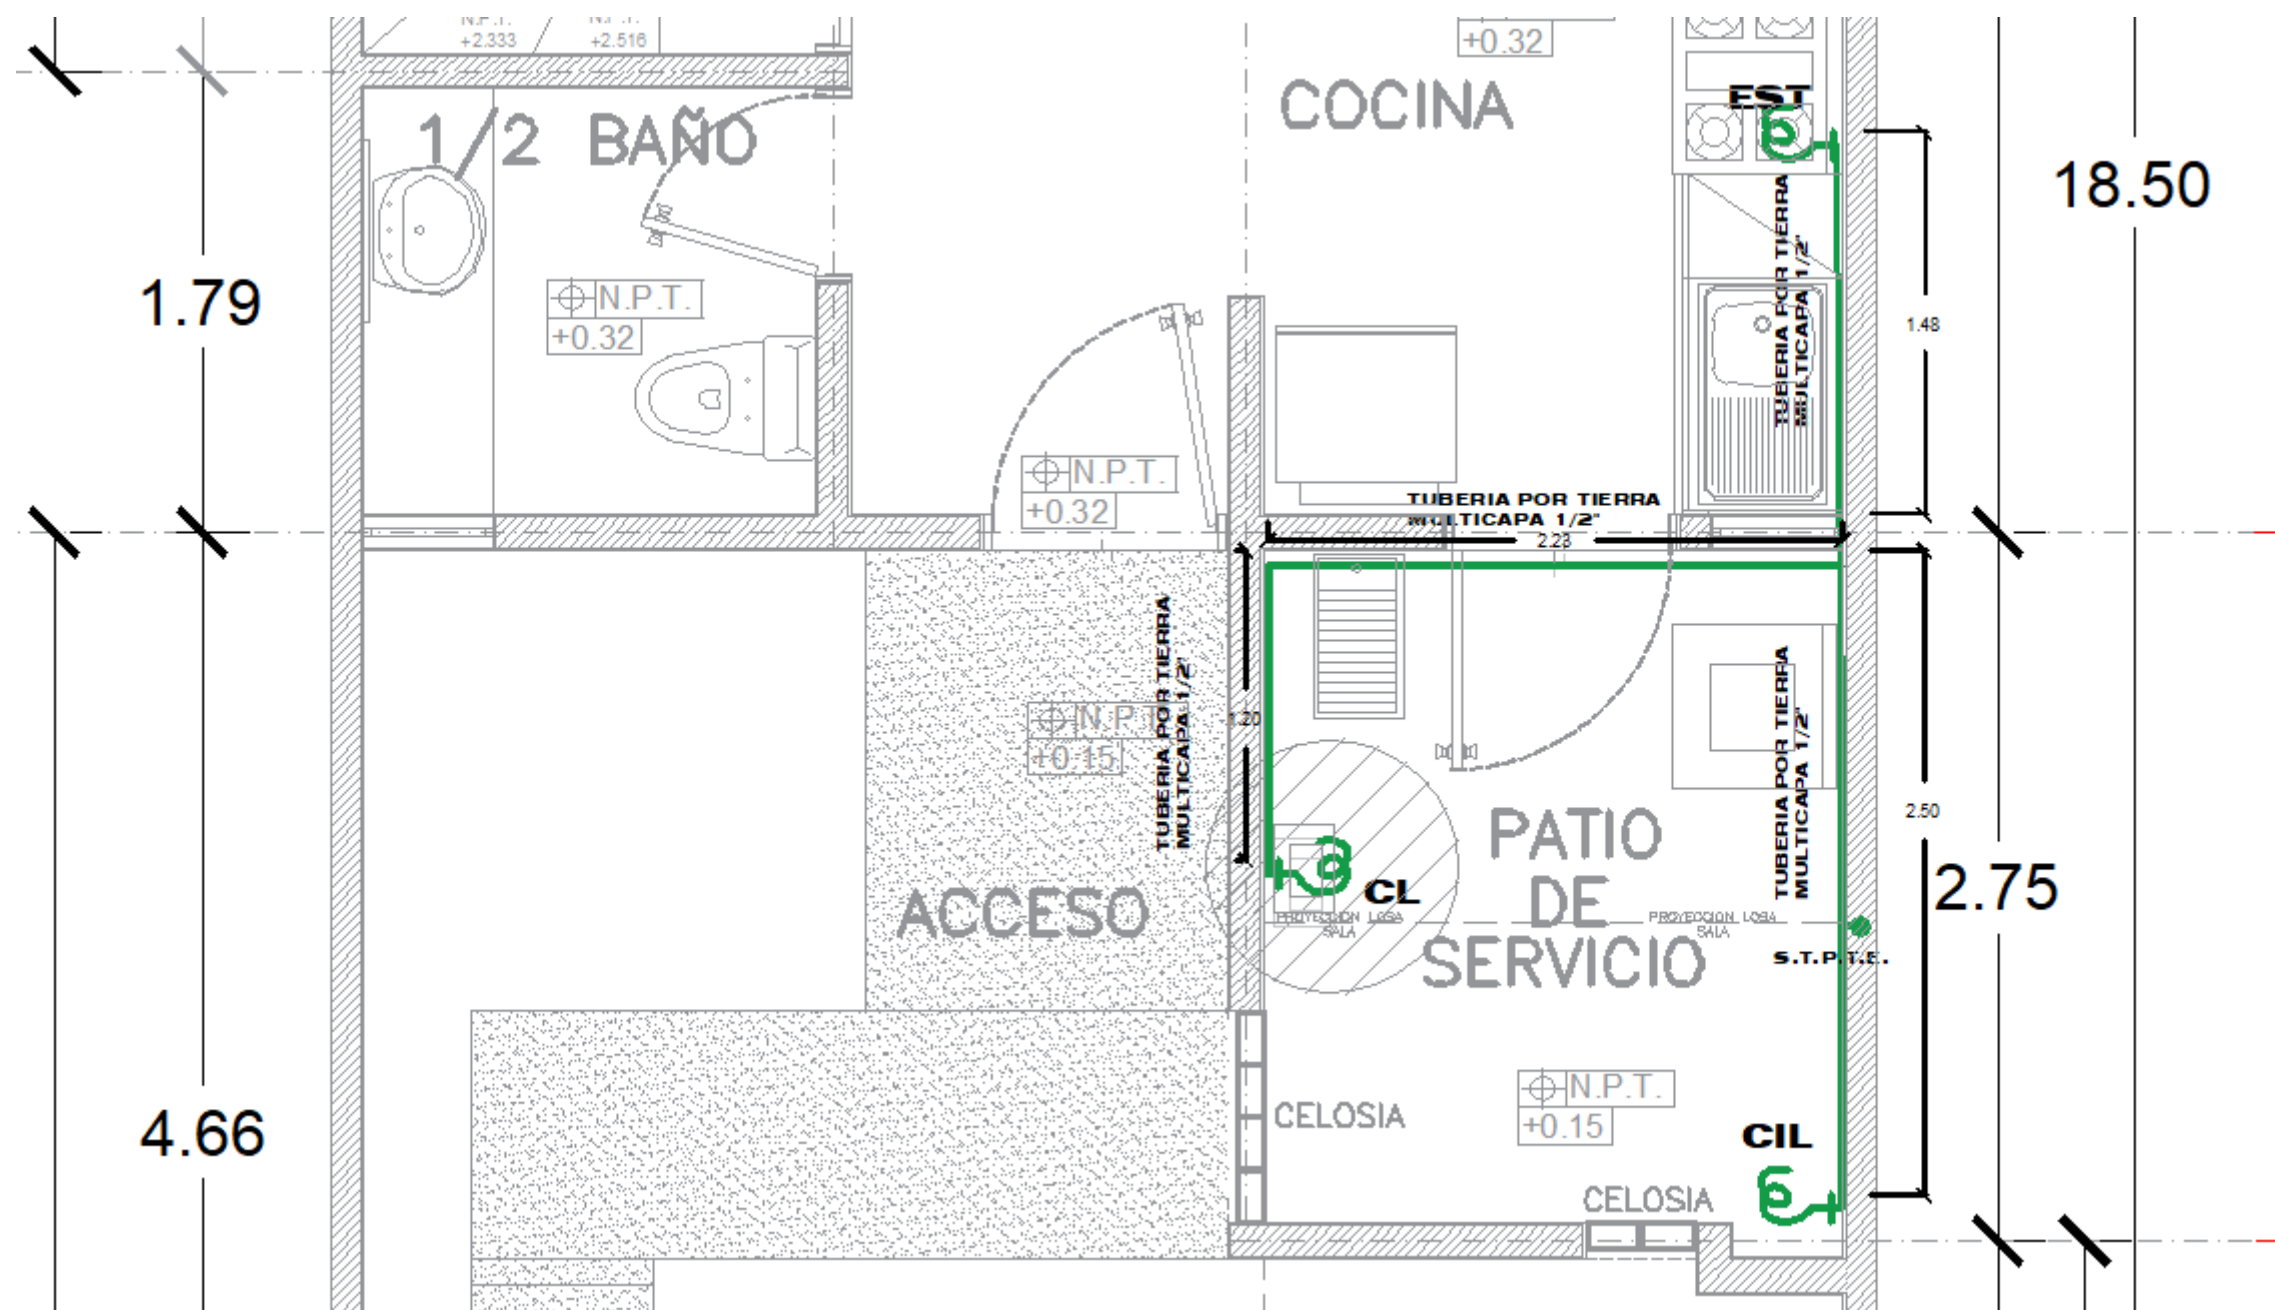 +2.333
+2.516
+0.32
COCINA
EST
1/2 BAÑO
18.50
TUBERIA POR TIERRA
MULTICAPA 1/2"
1.79
N.P.T.
+0.32
1.48
N.P.T.
+0.32
TUBERIA POR TIERRA
MULTICAPA 1/2"
2.23
TUBERIA POR TIERRA
MULTICAPA 1/2"
1.20
N.P.T.
+0.15
TUBERIA POR TIERRA
MULTICAPA 1/2"
2.50
PATIO
DE
SERVICIO
2.75
CL
ACCESO
PROYECCION LOSA
SALA
PROYECCION LOSA
SALA
S.T.P.T.E.
N.P.T.
+0.15
CELOSIA
4.66
CIL
CELOSIA